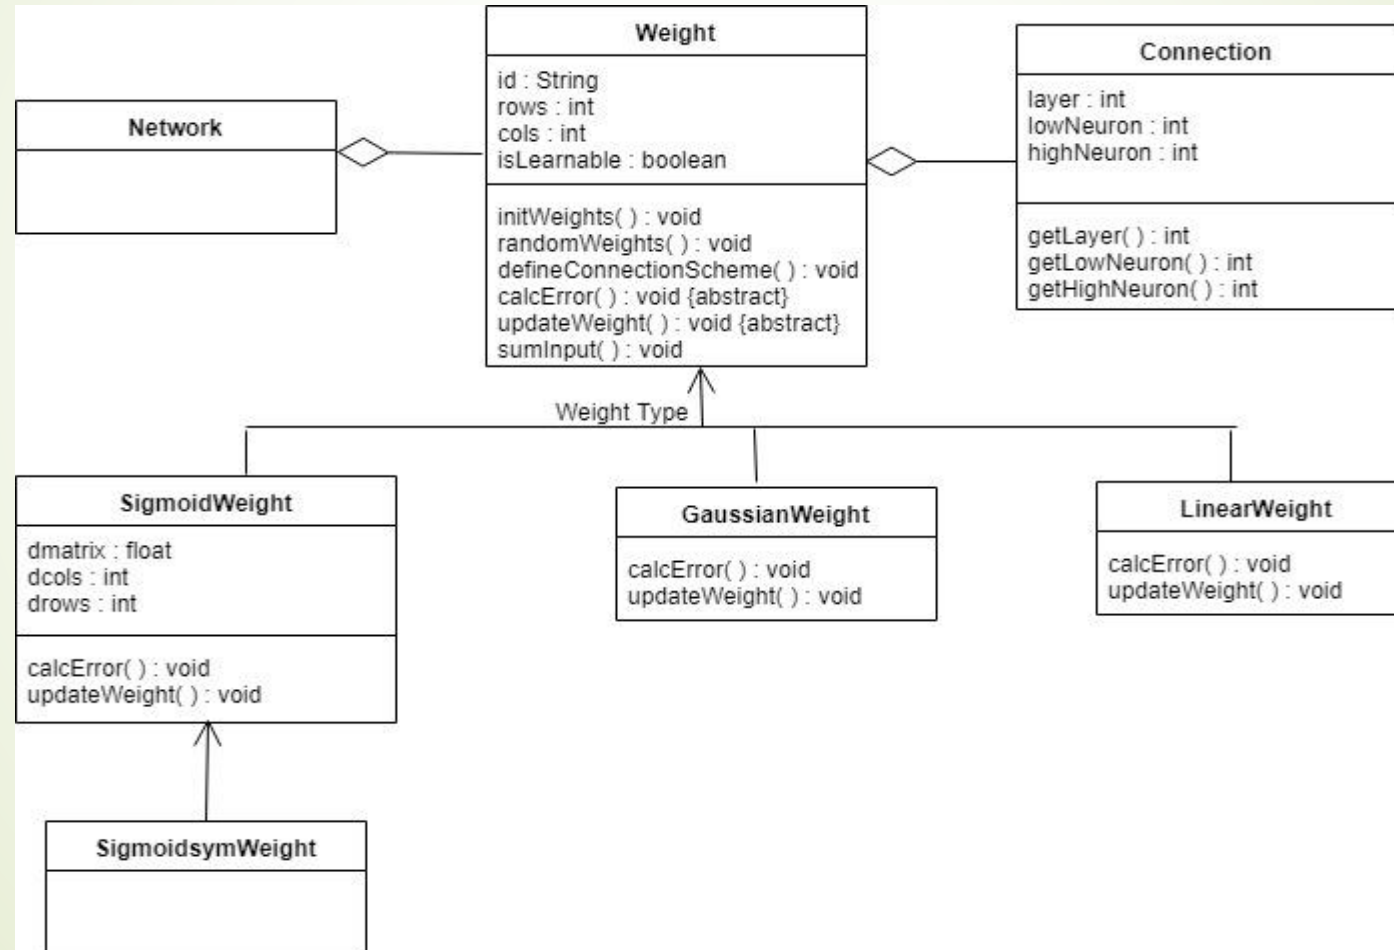 Network
Weight
id : String
rows : int
cols : int
isLearnable : boolean
initWeights( ) : void
randomWeights( ) : void
defineConnectionScheme( ) : void
calcError( ) : void {abstract}
updateWeight( ) : void {abstract}
sumInput( ) : void
Connection
layer : int
lowNeuron : int
highNeuron : int
getLayer( ) : int
getLowNeuron( ) : int
getHighNeuron( ) : int
Weight Type
SigmoidWeight
dmatrix : float
dcols : int
drows : int
calcError( ) : void
updateWeight( ) : void
GaussianWeight
calcError( ) : void
updateWeight( ) : void
LinearWeight
calcError( ) : void
updateWeight( ) : void
SigmoidsymWeight